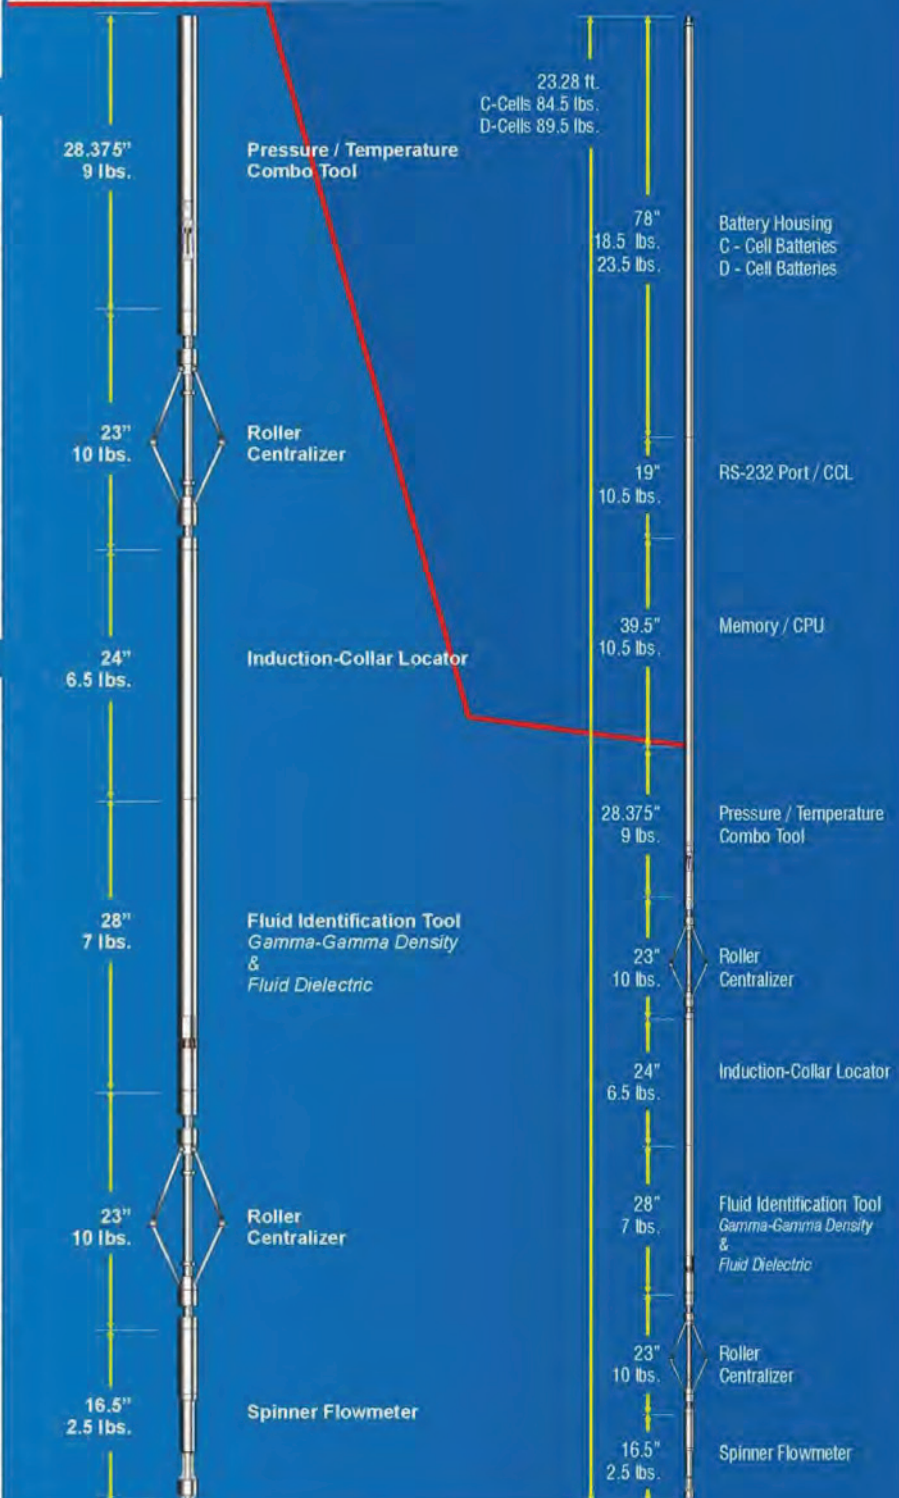 28.375”
9 lbs.
Pressure / Temperature
Combo Tool
23”
10 lbs.
Roller
Centralizer
24”
6.5 lbs.
Induction-Collar Locator
28”
7 lbs.
Fluid Identification Tool
Gamma-Gamma Density
&
Fluid Dielectric
23”
10 lbs.
Roller
Centralizer
16.5”
2.5 lbs.
Spinner Flowmeter
23.28 ft.
C-Cells 84.5 lbs.
D-Cells 89.5 lbs.
78"
18.5 lbs.
23.5 lbs.
Battery Housing
C - Cell Batteries
D - Cell Batteries
19"
10.5 lbs.
RS-232 Port / CCL
39.5"
10.5 lbs.
Memory / CPU
28.375"
9 lbs.
Pressure / Temperature
Combo Tool
23"
10 lbs.
Roller
Centralizer
24"
6.5 lbs.
Induction-Collar Locator
28"
7 lbs.
Fluid Identification Tool
Gamma-Gamma Density
&
Fluid Dielectric
23"
10 lbs.
Roller
Centralizer
16.5"
2.5 lbs.
Spinner Flowmeter